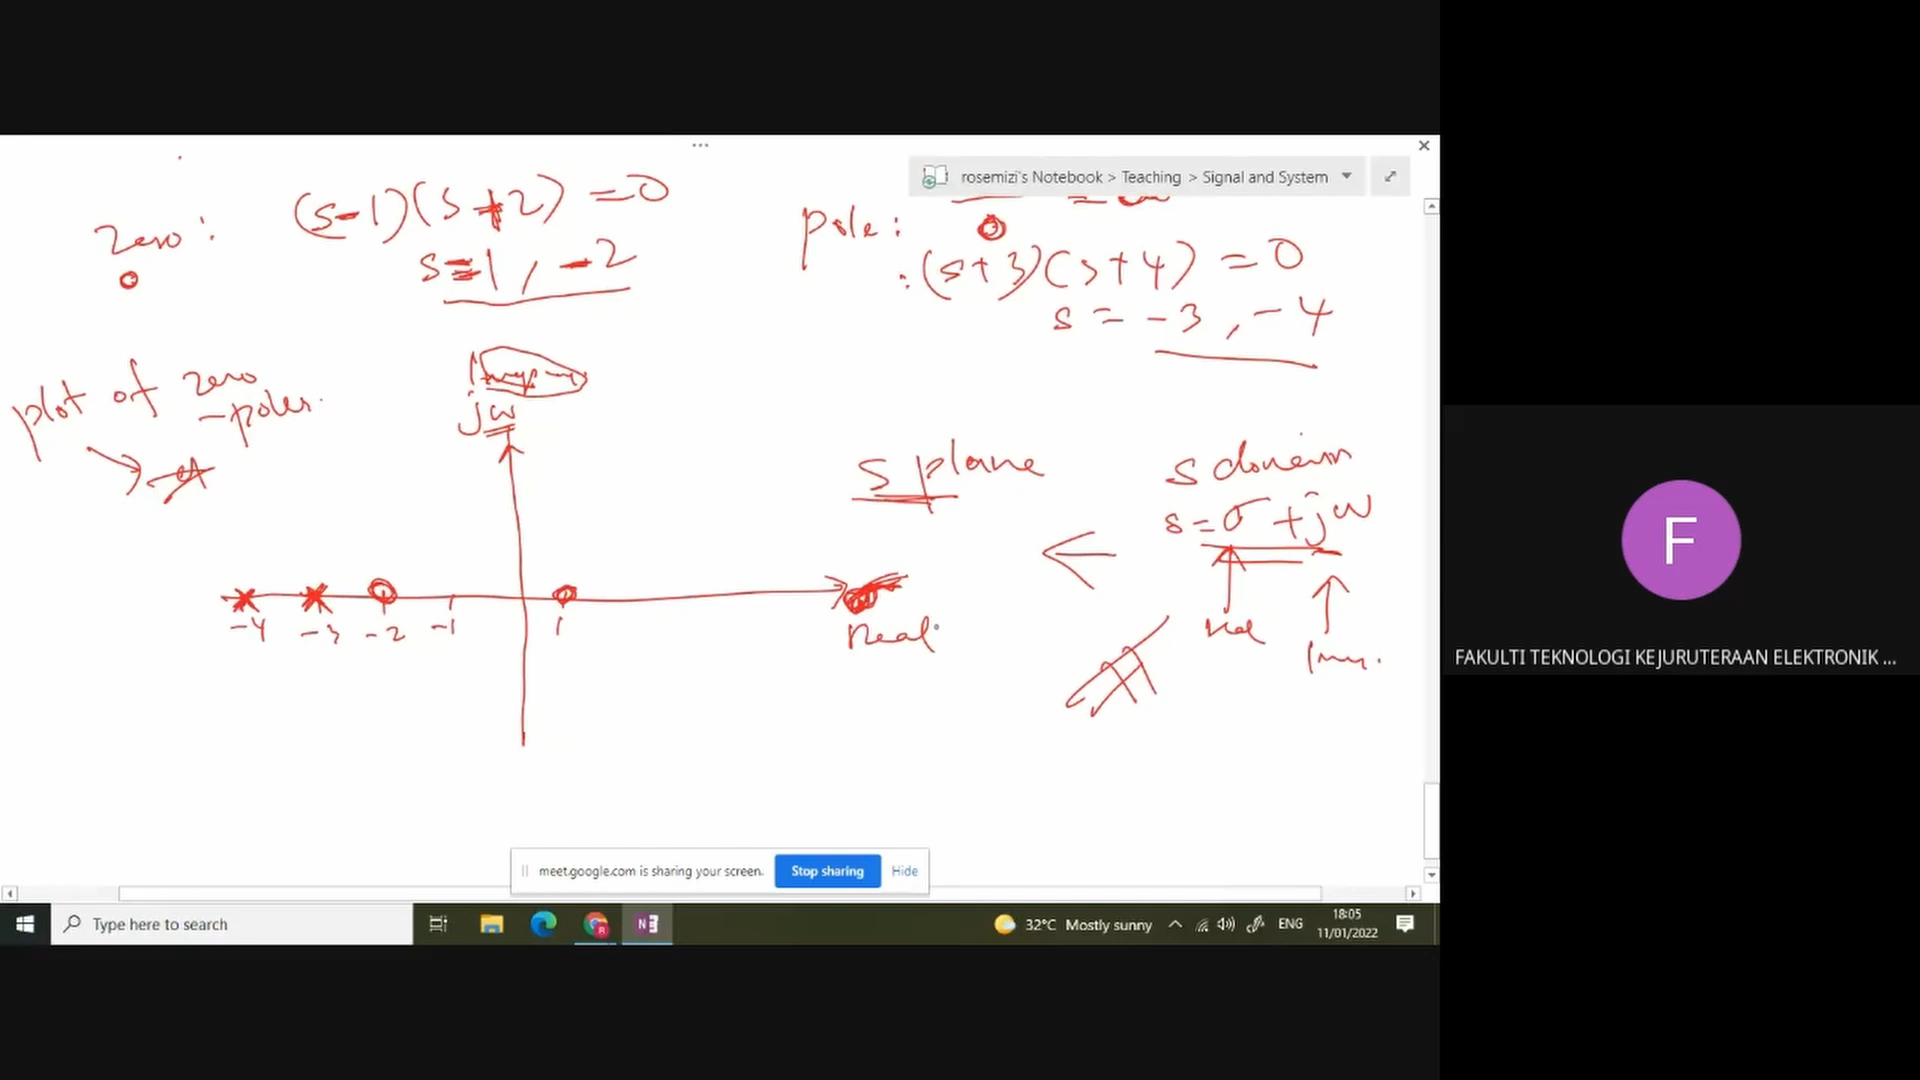 rosemizi's Notebook > Teaching > Signal and System
zero:
(s-1)(s+2) =0
s=1, -2
pole:
:(s+3)(s+4) =0
s = -3, -4
plot of zero
-poles.
jw
S plane
S domain
s=σ+jw
-4 -3 -2 -1 1
Real
Real
Im.
FAKULTI TEKNOLOGI KEJURUTERAAN ELEKTRONIK ...
F
meet.google.com is sharing your screen. Stop sharing Hide
Type here to search
32°C Mostly sunny
ENG
18:05
11/01/2022